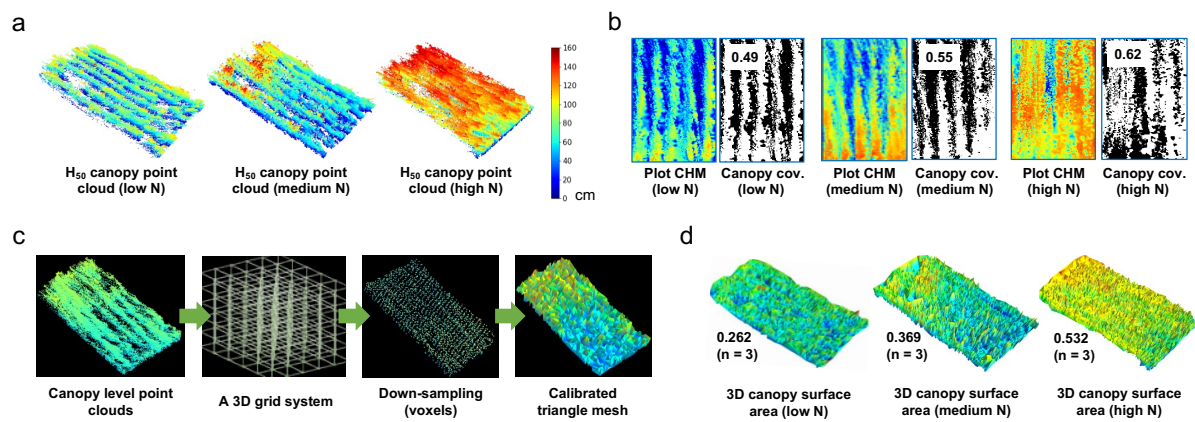 a
H50 canopy point
cloud (low N)
H50 canopy point
cloud (medium N)
H50 canopy point
cloud (high N)
160
140
120
100
80
60
40
20
0
cm
b
0.49
0.55
0.62
Plot CHM
(low N)
Canopy cov.
(low N)
Plot CHM
(medium N)
Canopy cov.
(medium N)
Plot CHM
(high N)
Canopy cov.
(high N)
c
Canopy level point
clouds
A 3D grid system
Down-sampling
(voxels)
Calibrated
triangle mesh
d
0.262
(n = 3)
0.369
(n = 3)
0.532
(n = 3)
3D canopy surface
area (low N)
3D canopy surface
area (medium N)
3D canopy surface
area (high N)